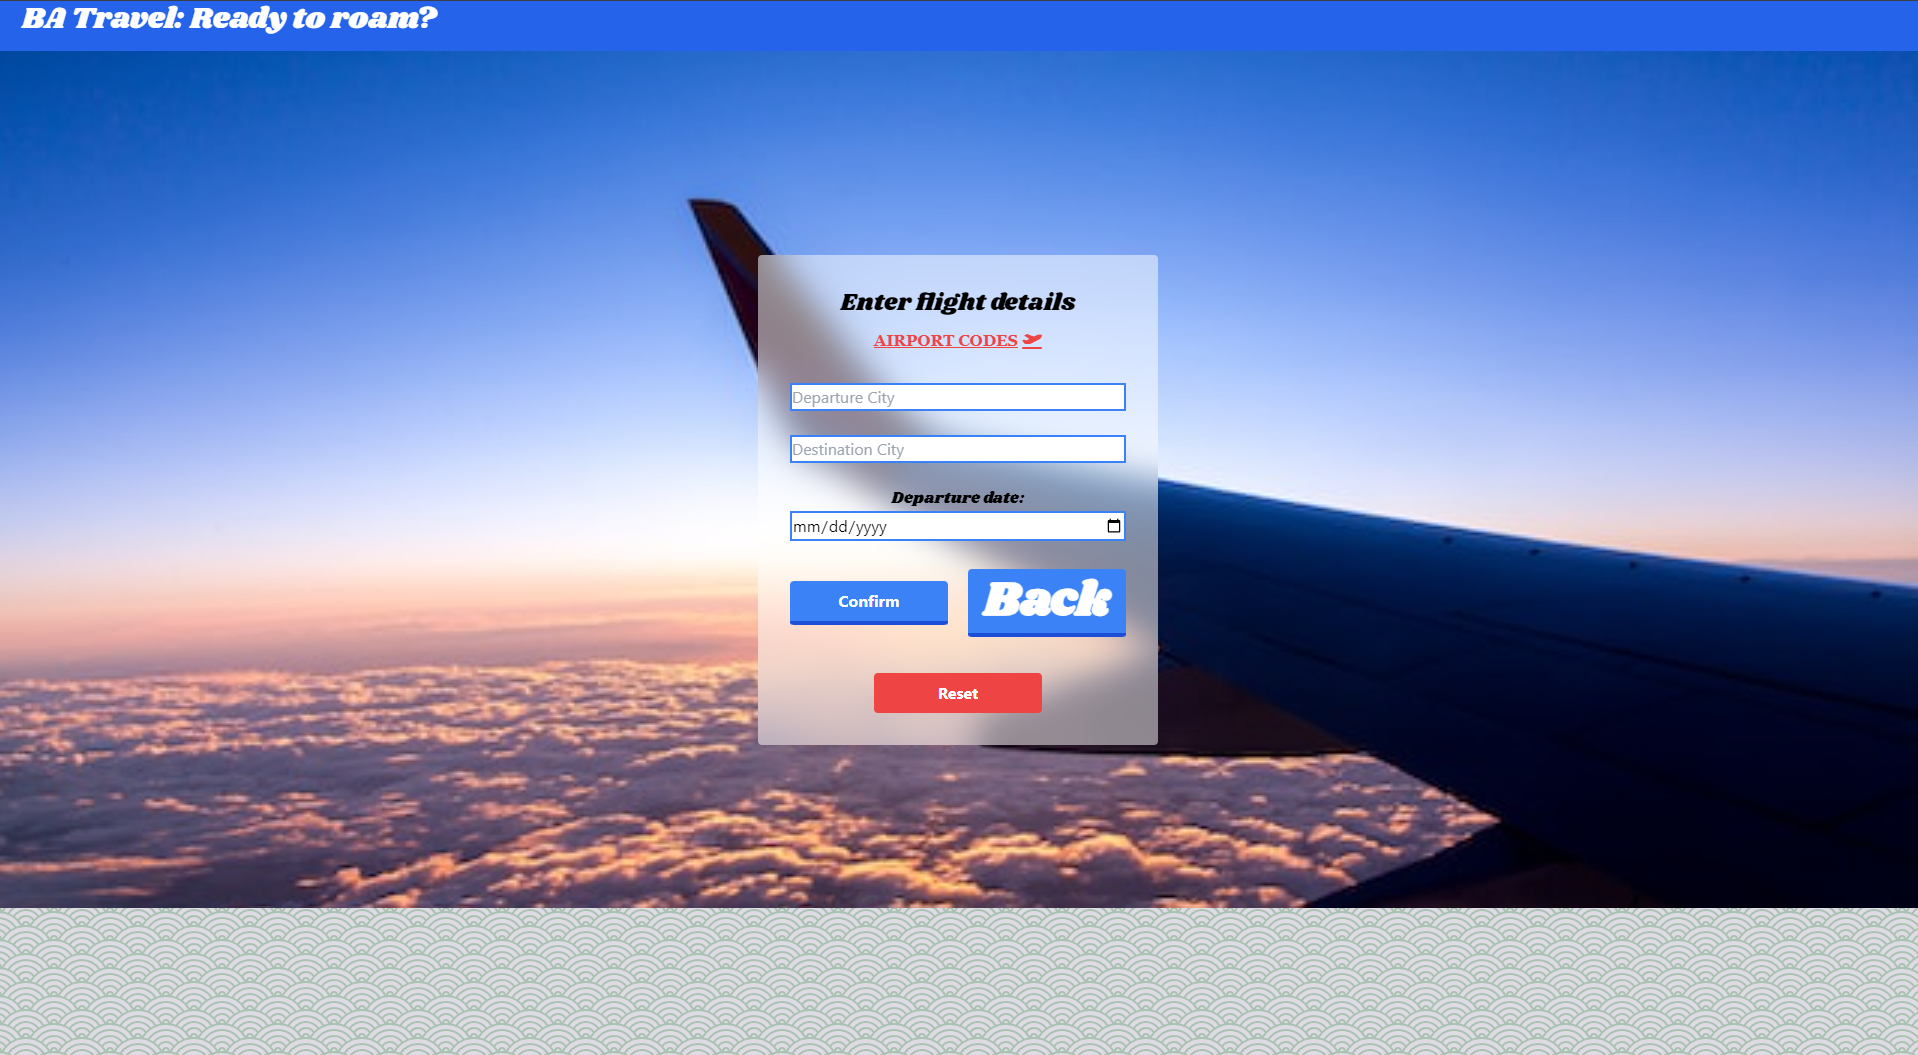 BA Travel: Ready to roam?
Enter flight details
AIRPORT CODES
Departure City
Destination City
Departure date:
mm/dd/yyyy
Confirm
Back
Reset